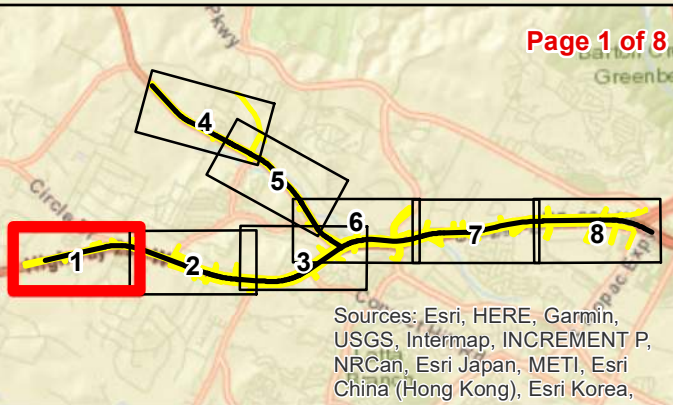 Pkwy
Page 1 of 8
Greenbe
4
5
Circle
6
7
8
1
2
3
Sources: Esri, HERE, Garmin,
USGS, Intermap, INCREMENT P,
NRCan, Esri Japan, METI, Esri
China (Hong Kong), Esri Korea,